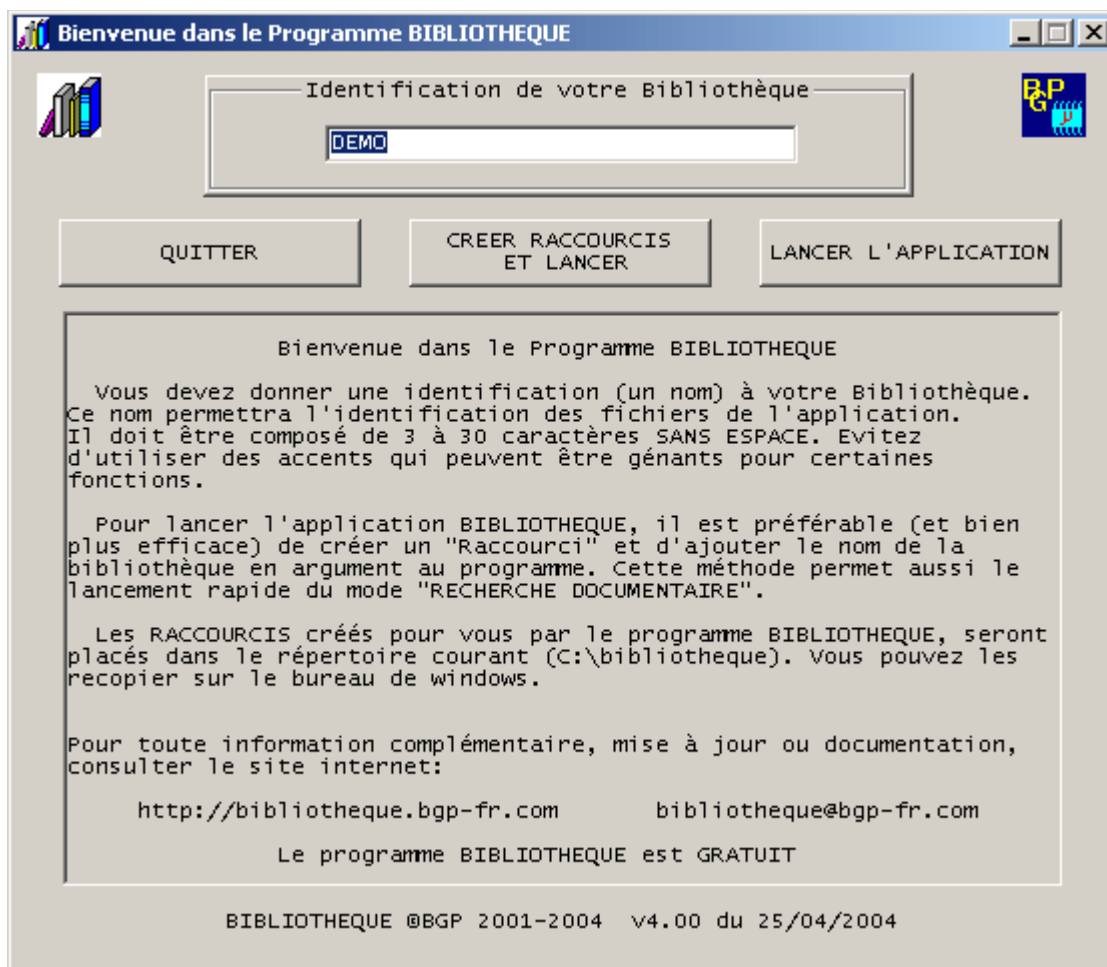 Bienvenue dans le Programme BIBLIOTHEQUE
Identification de votre Bibliothèque
BGP
µ
DEMO
QUITTER
CREER RACCOURCIS
ET LANCER
LANCER L'APPLICATION
Bienvenue dans le Programme BIBLIOTHEQUE
Vous devez donner une identification (un nom) à votre Bibliothèque.
Ce nom permettra l'identification des fichiers de l'application.
Il doit être composé de 3 à 30 caractères SANS ESPACE. Evitez
d'utiliser des accents qui peuvent être génants pour certaines
fonctions.
Pour lancer l'application BIBLIOTHEQUE, il est préférable (et bien
plus efficace) de créer un "Raccourci" et d'ajouter le nom de la
bibliothèque en argument au programme. Cette méthode permet aussi le
lancement rapide du mode "RECHERCHE DOCUMENTAIRE".
Les RACCOURCIS créés pour vous par le programme BIBLIOTHEQUE, seront
placés dans le répertoire courant (C:\bibliotheque). Vous pouvez les
recopier sur le bureau de windows.
Pour toute information complémentaire, mise à jour ou documentation,
consulter le site internet:
http://bibliotheque.bgp-fr.com bibliotheque@bgp-fr.com
Le programme BIBLIOTHEQUE est GRATUIT
BIBLIOTHEQUE ©BGP 2001-2004 v4.00 du 25/04/2004